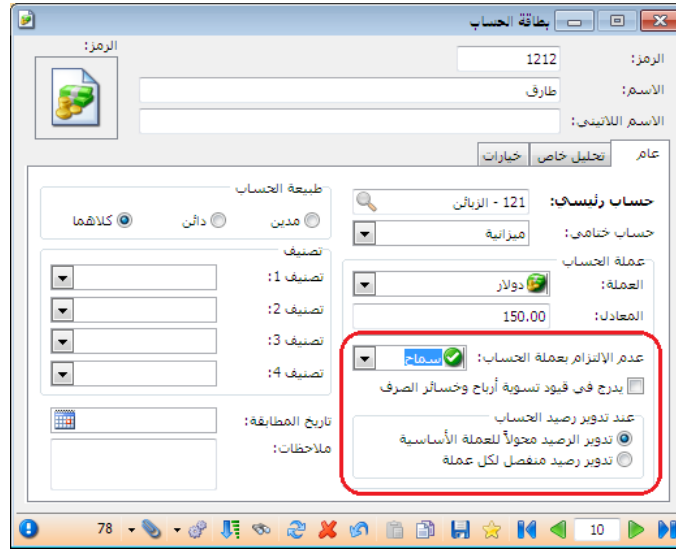 بطاقة الحساب
الرمز:
1212
الرمز:
الاسم:
طارق
الاسم اللاتيني:
عام
تحليل خاص
خيارات
حساب رئيسي:
121 - الزبائن
حساب ختامي:
ميزانية
عملة الحساب
العملة:
دولار
المعادل:
150.00
عدم الإلتزام بعملة الحساب:
سماح
يدرج في قيود تسوية أرباح وخسائر الصرف
عند تدوير رصيد الحساب
تدوير الرصيد محولاً للعملة الأساسية
تدوير رصيد منفصل لكل عملة
طبيعة الحساب
مدين
دائن
كلاهما
تصنيف
تصنيف 1:
تصنيف 2:
تصنيف 3:
تصنيف 4:
تاريخ المطابقة:
ملاحظات:
10
78